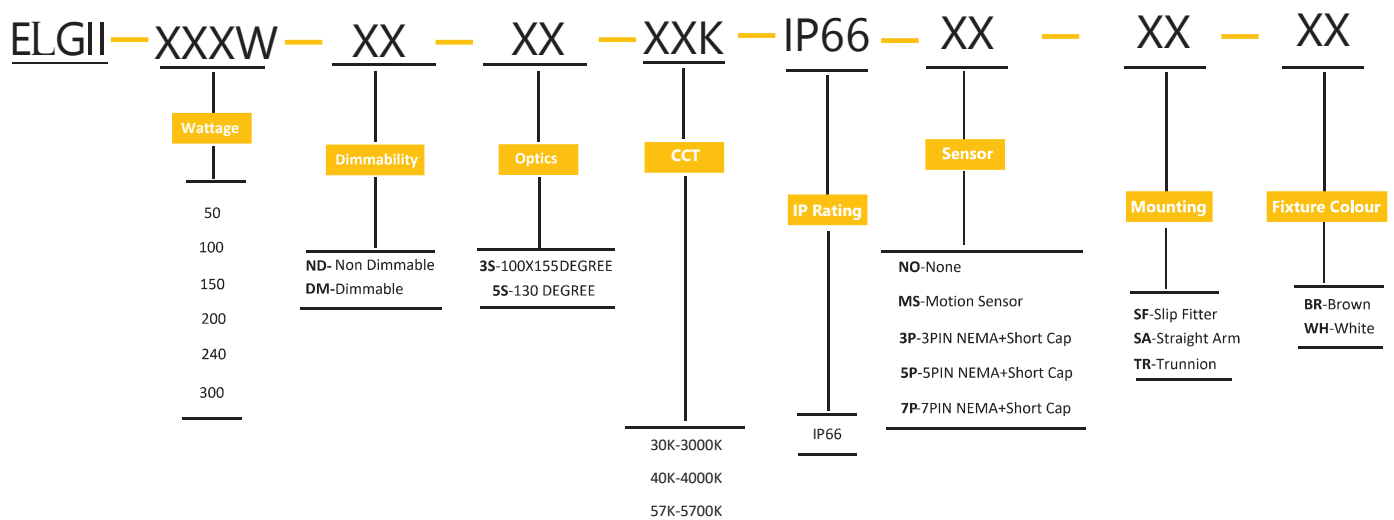 ELGII — XXXW — XX — XX — XXK — IP66 — XX — XX — XX
Wattage
50
100
150
200
240
300
Dimmability
ND- Non Dimmable
DM-Dimmable
Optics
3S-100X155DEGREE
5S-130 DEGREE
CCT
30K-3000K
40K-4000K
57K-5700K
IP Rating
IP66
Sensor
NO-None
MS-Motion Sensor
3P-3PIN NEMA+Short Cap
5P-5PIN NEMA+Short Cap
7P-7PIN NEMA+Short Cap
Mounting
SF-Slip Fitter
SA-Straight Arm
TR-Trunnion
Fixture Colour
BR-Brown
WH-White